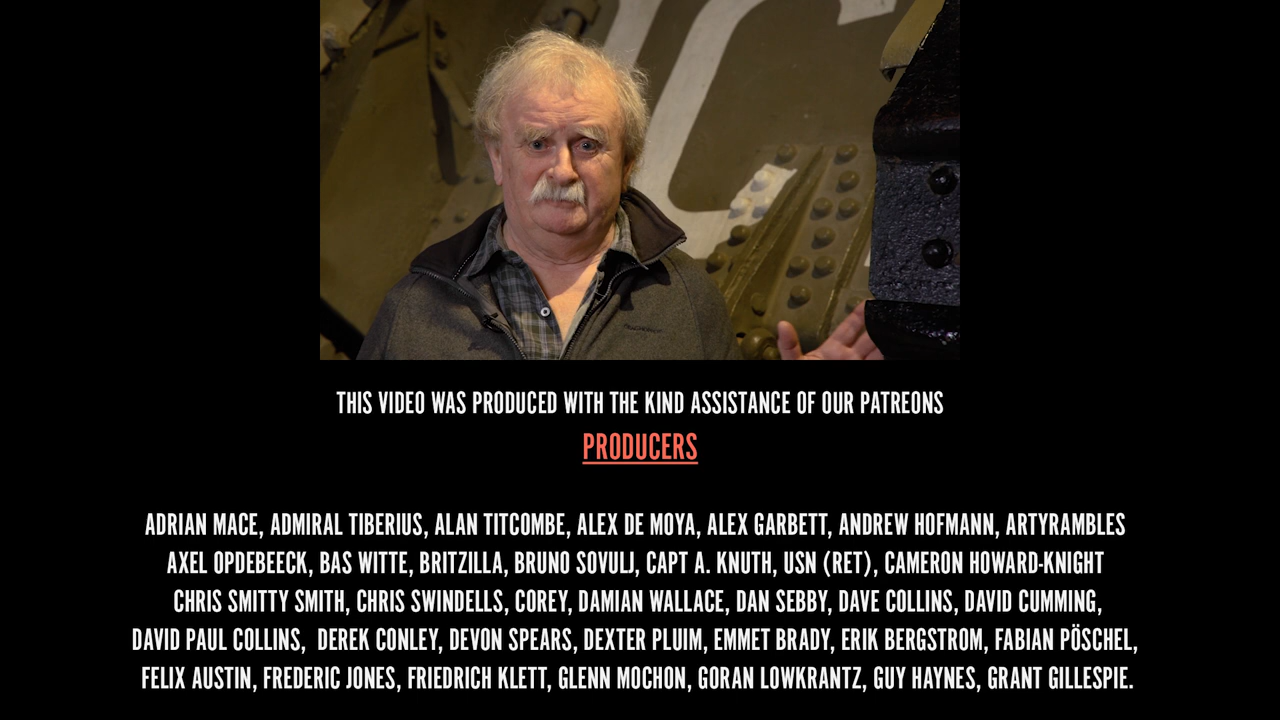 THIS VIDEO WAS PRODUCED WITH THE KIND ASSISTANCE OF OUR PATREONS
PRODUCERS
ADRIAN MACE, ADMIRAL TIBERIUS, ALAN TITCOMBE, ALEX DE MOYA, ALEX GARBETT, ANDREW HOFMANN, ARTYRAMBLES
AXEL OPDEBEECK, BAS WITTE, BRITZILLA, BRUNO SOVULJ, CAPT A. KNUTH, USN (RET), CAMERON HOWARD-KNIGHT
CHRIS SMITTY SMITH, CHRIS SWINDELLS, COREY, DAMIAN WALLACE, DAN SEBBY, DAVE COLLINS, DAVID CUMMING,
DAVID PAUL COLLINS,  DEREK CONLEY, DEVON SPEARS, DEXTER PLUIM, EMMET BRADY, ERIK BERGSTROM, FABIAN PÖSCHEL,
FELIX AUSTIN, FREDERIC JONES, FRIEDRICH KLETT, GLENN MOCHON, GORAN LOWKRANTZ, GUY HAYNES, GRANT GILLESPIE.